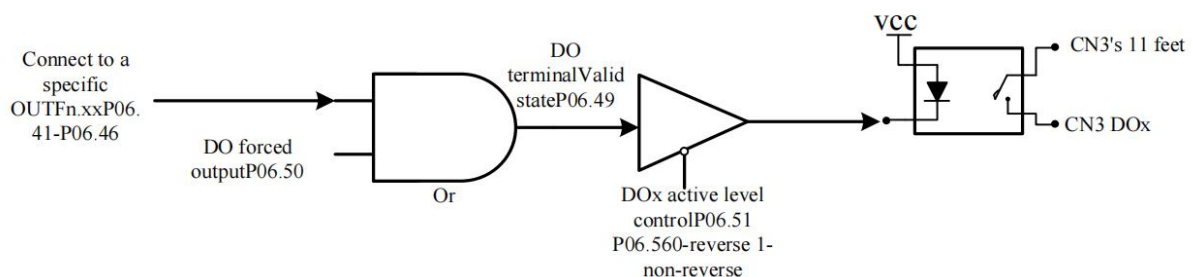 Connect to a
specific
OUTFn.xxP06.
41-P06.46
DO forced
outputP06.50
Or
DO
terminalValid
stateP06.49
DOx active level
controlP06.51
P06.560-reverse 1-
non-reverse
vcc
CN3's 11 feet
CN3 DOx